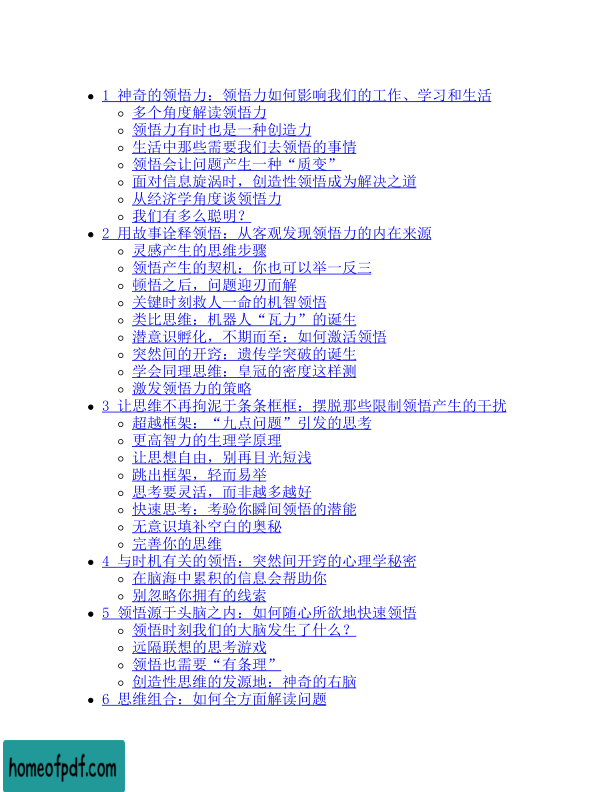 1 神奇的领悟力：领悟力如何影响我们的工作、学习和生活
多个角度解读领悟力
领悟力有时也是一种创造力
生活中那些需要我们去领悟的事情
领悟会让问题产生一种“质变”
面对信息旋涡时，创造性领悟成为解决之道
从经济学角度谈领悟力
我们有多么聪明？
2 用故事诠释领悟：从客观发现领悟力的内在来源
灵感产生的思维步骤
领悟产生的契机：你也可以举一反三
顿悟之后，问题迎刃而解
关键时刻救人一命的机智领悟
类比思维：机器人“瓦力”的诞生
潜意识孵化，不期而至：如何激活领悟
突然间的开窍：遗传学突破的诞生
学会同理思维：皇冠的密度这样测
激发领悟力的策略
3 让思维不再拘泥于条条框框：摆脱那些限制领悟产生的干扰
超越框架：“九点问题”引发的思考
更高智力的生理学原理
让思想自由，别再目光短浅
跳出框架，轻而易举
思考要灵活，而非越多越好
快速思考：考验你瞬间领悟的潜能
无意识填补空白的奥秘
完善你的思维
4 与时机有关的领悟：突然间开窍的心理学秘密
在脑海中累积的信息会帮助你
别忽略你拥有的线索
5 领悟源于头脑之内：如何随心所欲地快速领悟
领悟时刻我们的大脑发生了什么？
远隔联想的思考游戏
领悟也需要“有条理”
创造性思维的发源地：神奇的右脑
6 思维组合：如何全方面解读问题
homeofpdf.com